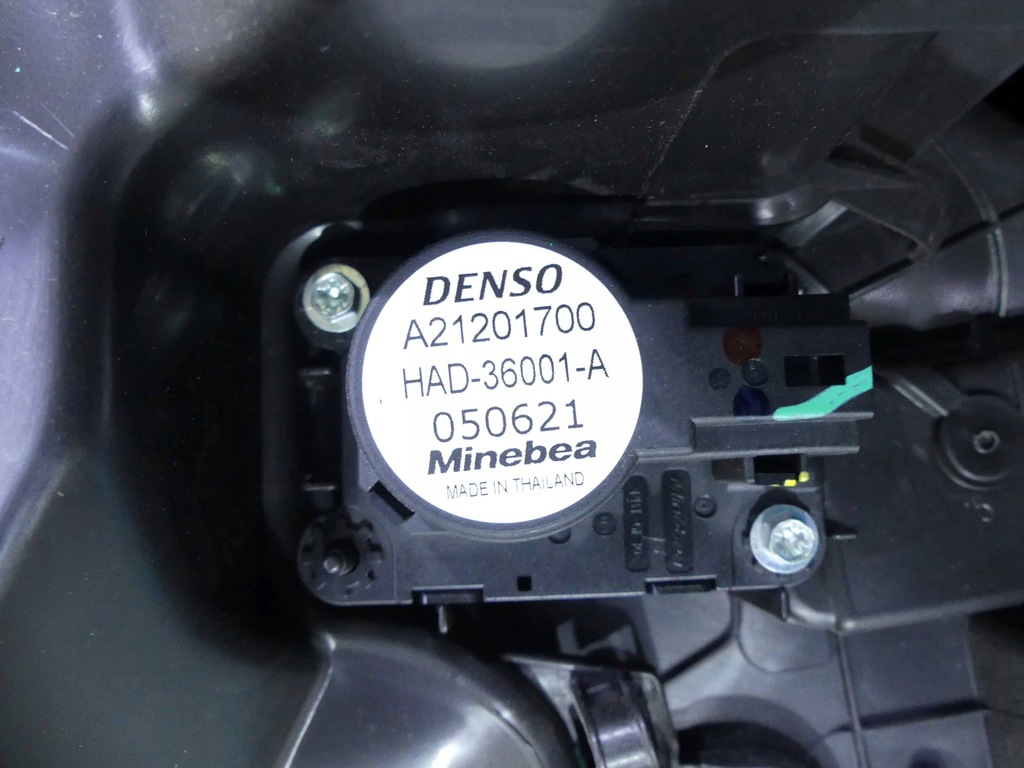 DENSO
A21201700
HAD-36001-A
050621
Minebea
MADE IN THAILAND